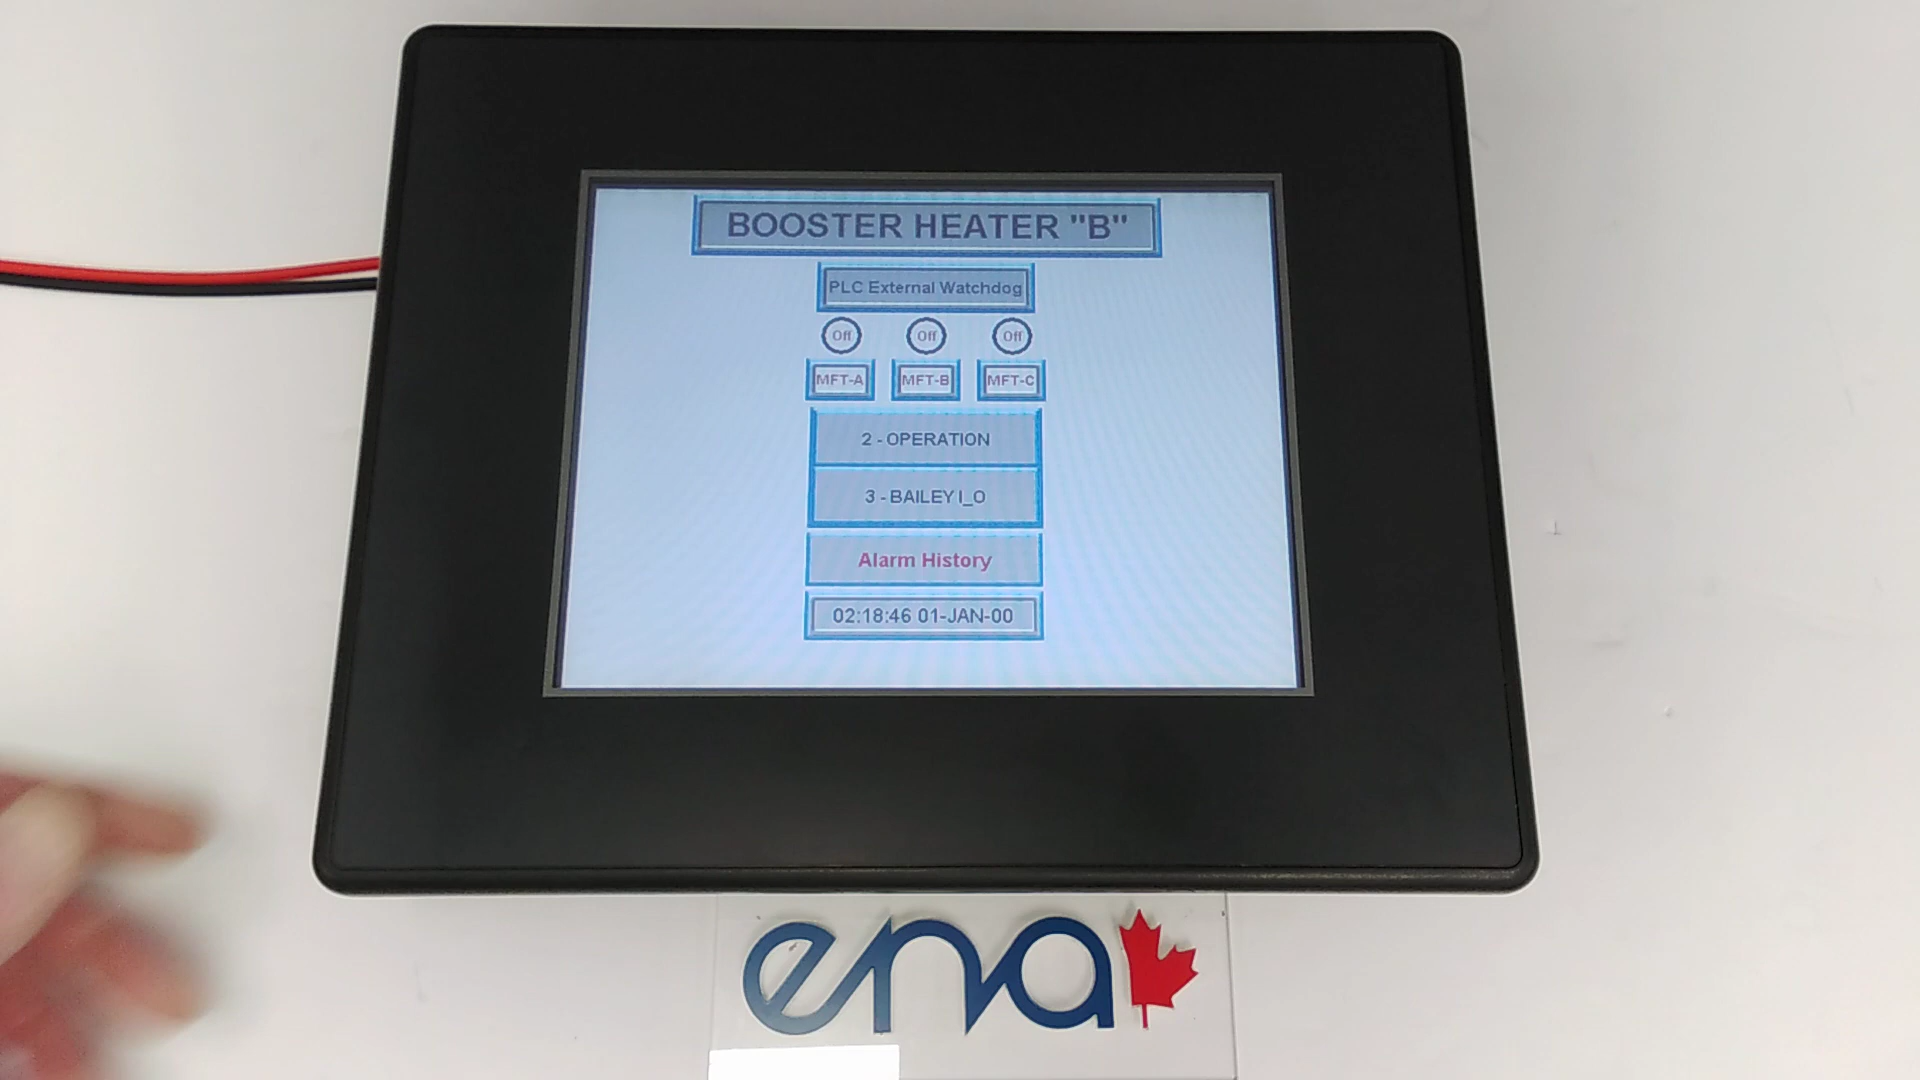 BOOSTER HEATER "B"
PLC External Watchdog
Off Off Off
MFT-A MFT-B MFT-C
2 - OPERATION
3 - BAILEY I_O
Alarm History
02:18:46 01-JAN-00
ena